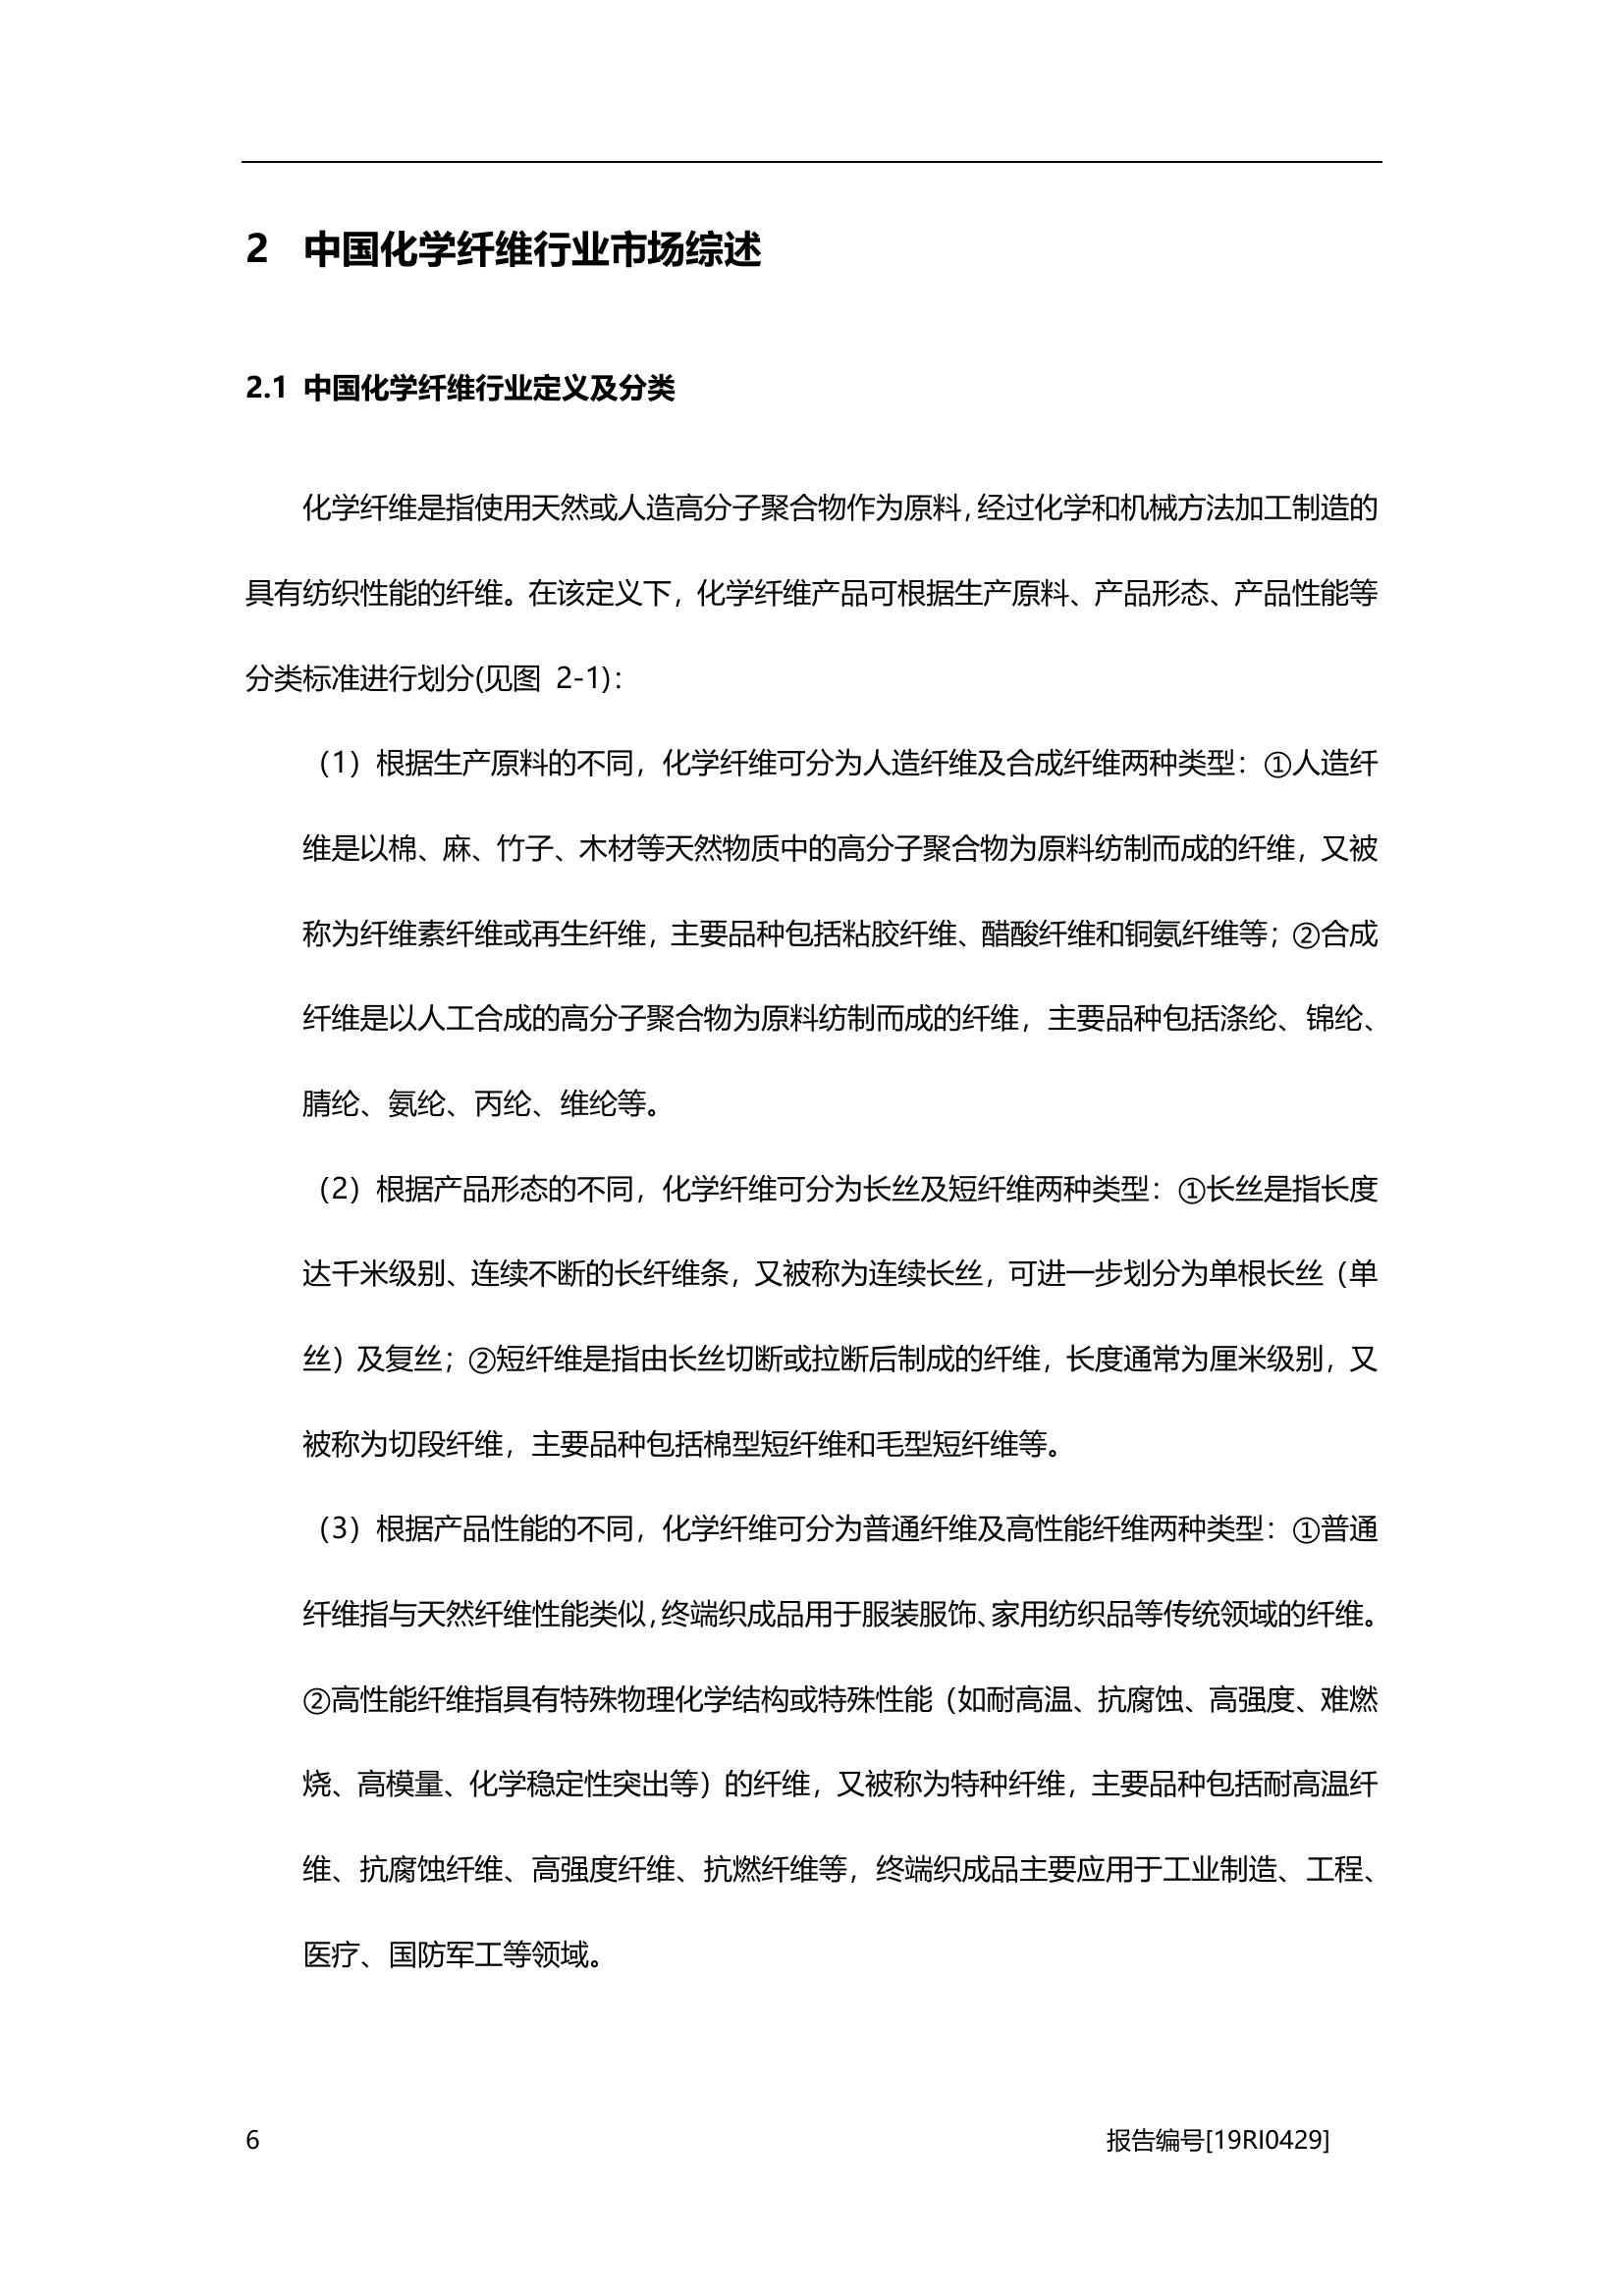 2 中国化学纤维行业市场综述
2.1 中国化学纤维行业定义及分类
化学纤维是指使用天然或人造高分子聚合物作为原料，经过化学和机械方法加工制造的
具有纺织性能的纤维。在该定义下，化学纤维产品可根据生产原料、产品形态、产品性能等
分类标准进行划分(见图 2-1)：
（1）根据生产原料的不同，化学纤维可分为人造纤维及合成纤维两种类型：①人造纤
维是以棉、麻、竹子、木材等天然物质中的高分子聚合物为原料纺制而成的纤维，又被
称为纤维素纤维或再生纤维，主要品种包括粘胶纤维、醋酸纤维和铜氨纤维等；②合成
纤维是以人工合成的高分子聚合物为原料纺制而成的纤维，主要品种包括涤纶、锦纶、
腈纶、氨纶、丙纶、维纶等。
（2）根据产品形态的不同，化学纤维可分为长丝及短纤维两种类型：①长丝是指长度
达千米级别、连续不断的长纤维条，又被称为连续长丝，可进一步划分为单根长丝（单
丝）及复丝；②短纤维是指由长丝切断或拉断后制成的纤维，长度通常为厘米级别，又
被称为切段纤维，主要品种包括棉型短纤维和毛型短纤维等。
（3）根据产品性能的不同，化学纤维可分为普通纤维及高性能纤维两种类型：①普通
纤维指与天然纤维性能类似，终端织成品用于服装服饰、家用纺织品等传统领域的纤维。
②高性能纤维指具有特殊物理化学结构或特殊性能（如耐高温、抗腐蚀、高强度、难燃
烧、高模量、化学稳定性突出等）的纤维，又被称为特种纤维，主要品种包括耐高温纤
维、抗腐蚀纤维、高强度纤维、抗燃纤维等，终端织成品主要应用于工业制造、工程、
医疗、国防军工等领域。
6 报告编号[19RI0429]